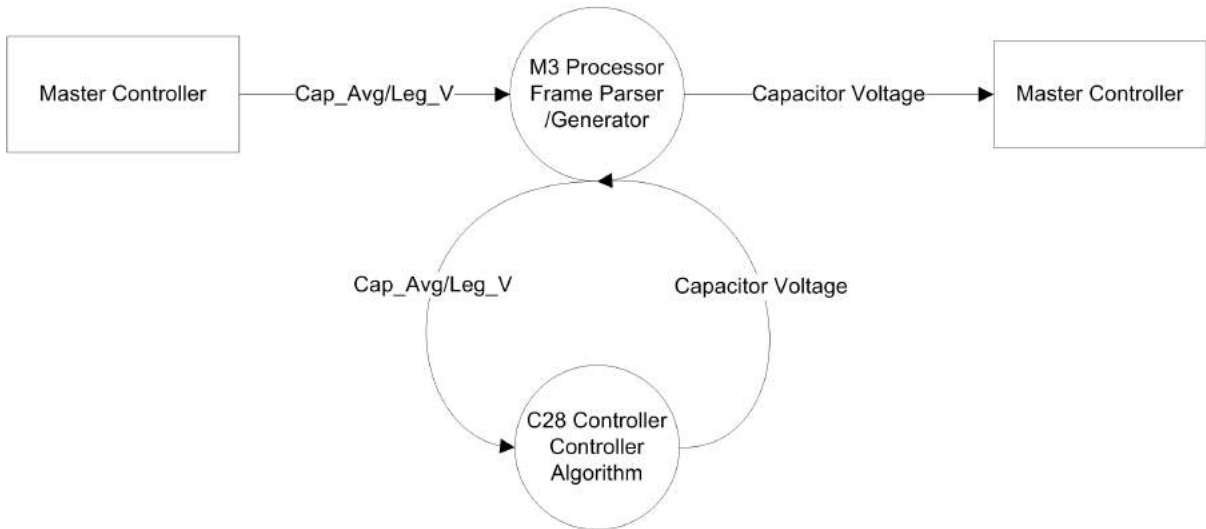 Master Controller
Cap_Avg/Leg_V
M3 Processor
Frame Parser
/Generator
Capacitor Voltage
Master Controller
Cap_Avg/Leg_V
Capacitor Voltage
C28 Controller
Controller
Algorithm